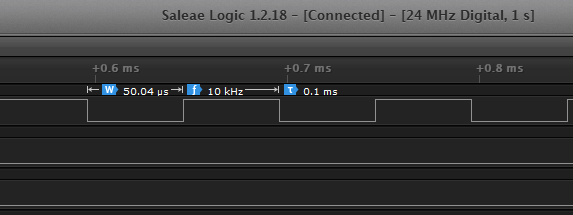 Saleae Logic 1.2.18 - [Connected] - [24 MHz Digital, 1 s]
+0.6 ms +0.7 ms +0.8 ms
W 50.04 µs f 10 kHz τ 0.1 ms